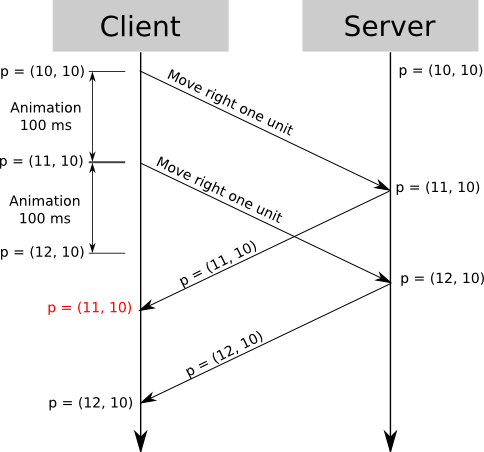 Client
Server
p = (10, 10)
p = (10, 10)
Move right one unit
Animation
100 ms
p = (11, 10)
Move right one unit
p = (11, 10)
Animation
100 ms
p = (12, 10)
p = (11, 10)
p = (12, 10)
p = (11, 10)
p = (12, 10)
p = (12, 10)